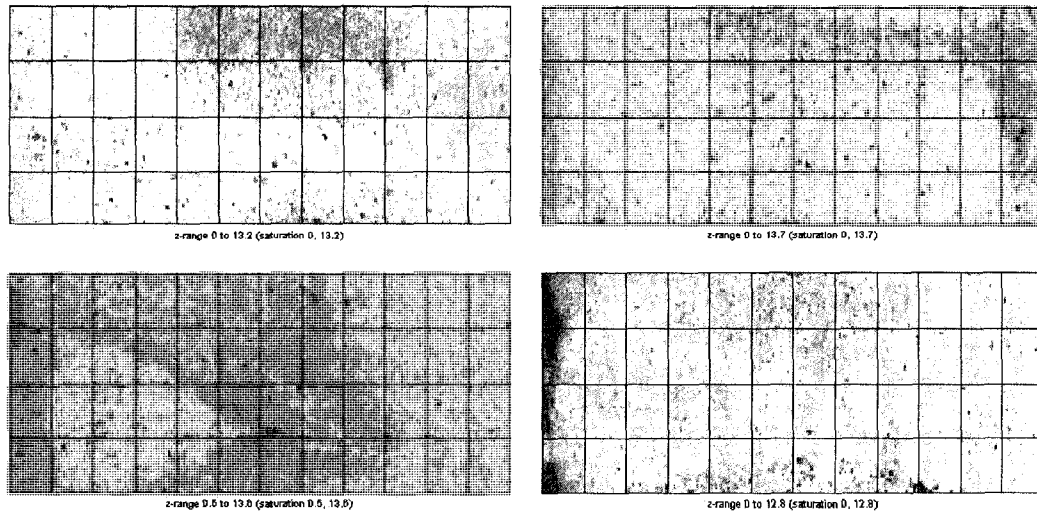 z-range 0 to 13.2 (saturation 0, 13.2)
z-range 0 to 13.7 (saturation 0, 13.7)
z-range 0.5 to 13.6 (saturation 0.5, 13.6)
z-range 0 to 12.8 (saturation 0, 12.8)